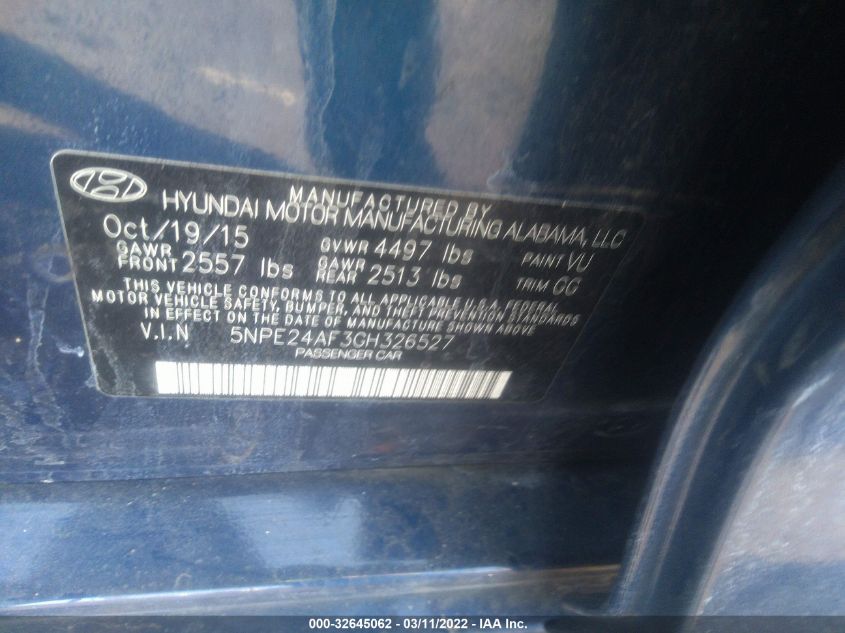 MANUFACTURED BY
HYUNDAI MOTOR MANUFACTURING ALABAMA, LLC
Oct/19/15 GVWR 4497 lbs PAINT VU
GAWR FRONT 2557 lbs GAWR REAR 2513 lbs TRIM GG
THIS VEHICLE CONFORMS TO ALL APPLICABLE U.S.A. FEDERAL
MOTOR VEHICLE SAFETY, BUMPER, AND THEFT PREVENTION STANDARDS
IN EFFECT ON THE DATE OF MANUFACTURE SHOWN ABOVE.
V.I.N 5NPE24AF3GH326527
PASSENGER CAR
000-32645062 - 03/11/2022 - IAA Inc.